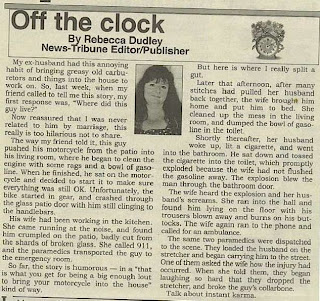 Off the clock
By Rebecca Dudley
News-Tribune Editor/Publisher
My ex-husband had this annoying
habit of bringing greasy old carbu-
retors and things into the house to
work on. So, last week, when my
friend called to tell me this story, my
first response was, "Where did this
guy live?"
Now reassured that I was never
related to him by marriage, this
really is too hilarious not to share.
The way my friend told it, this guy
pushed his motorcycle from the patio into
his living room, where he began to clean the
engine with some rags and a bowl of gaso-
line. When he finished, he sat on the motor-
cycle and decided to start it to make sure
everything was still OK. Unfortunately, the
bike started in gear, and crashed through
the glass patio door with him still clinging to
the handlebars.
His wife had been working in the kitchen.
She came running at the noise, and found
him crumpled on the patio, badly cut from
the shards of broken glass. She called 911,
and the paramedics transported the guy to
the emergency room.
So far, the story is humorous — in a "that
is what you get for being a big enough lout
to bring your motorcycle into the house"
kind of way.
But here is where I really split a
gut.
Later that afternoon, after many
stitches had pulled her husband
back together, the wife brought him
home and put him to bed. She
cleaned up the mess in the living
room, and dumped the bowl of gaso-
line in the toilet.
Shortly thereafter, her husband
woke up, lit a cigarette, and went
into the bathroom. He sat down and tossed
the cigarette into the toilet, which promptly
exploded because the wife had not flushed
the gasoline away. The explosion blew the
man through the bathroom door.
The wife heard the explosion and her hus-
band's screams. She ran into the hall and
found him lying on the floor with his
trousers blown away and burns on his but-
tocks. The wife again ran to the phone and
called for an ambulance.
The same two paramedics were dispatched
to the scene. They loaded the husband on the
stretcher and began carrying him to the street.
One of them asked the wife how the injury had
occurred. When she told them, they began
laughing so hard that they dropped the
stretcher, and broke the guy's collarbone.
Talk about instant karma.